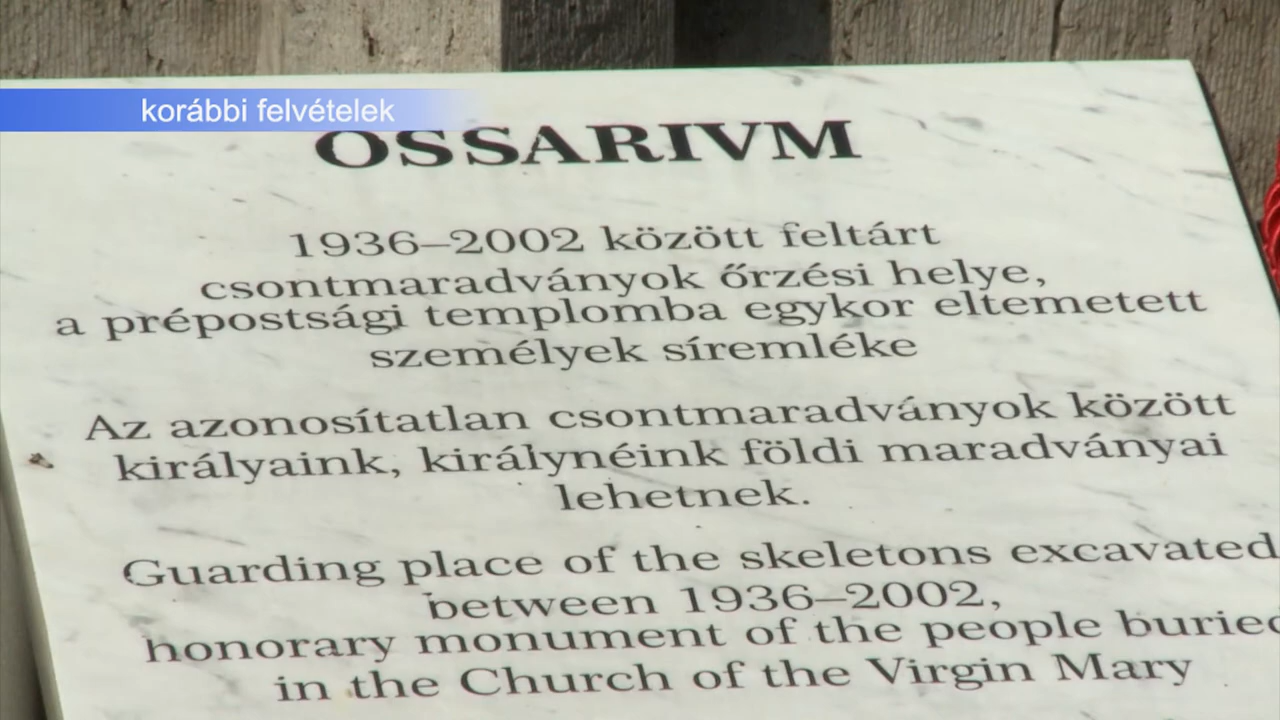 korábbi felvételek
OSSARIVM
1936–2002 között feltárt
csontmaradványok őrzési helye,
a prépostsági templomba egykor eltemetett
személyek síremléke
Az azonosítatlan csontmaradványok között
királyaink, királynéink földi maradványai
lehetnek.
Guarding place of the skeletons excavated
between 1936–2002,
honorary monument of the people buried
in the Church of the Virgin Mary